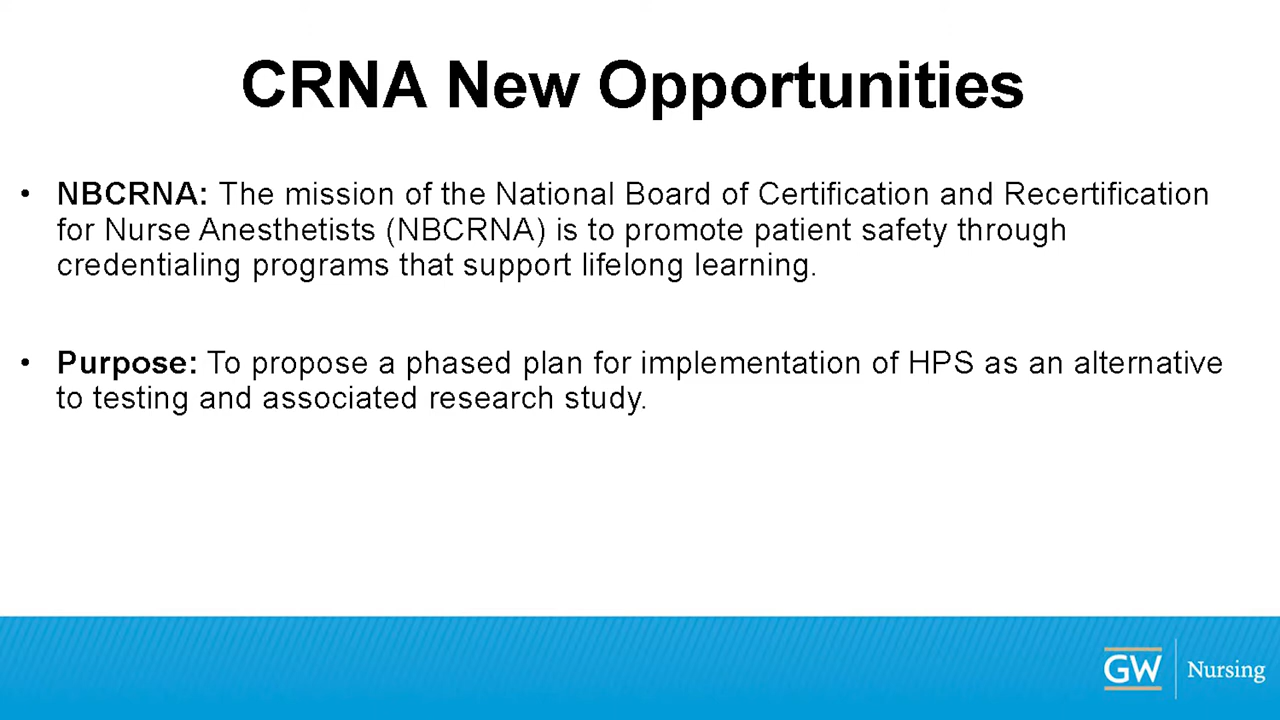 CRNA New Opportunities
• NBCRNA: The mission of the National Board of Certification and Recertification
for Nurse Anesthetists (NBCRNA) is to promote patient safety through
credentialing programs that support lifelong learning.
• Purpose: To propose a phased plan for implementation of HPS as an alternative
to testing and associated research study.
GW Nursing